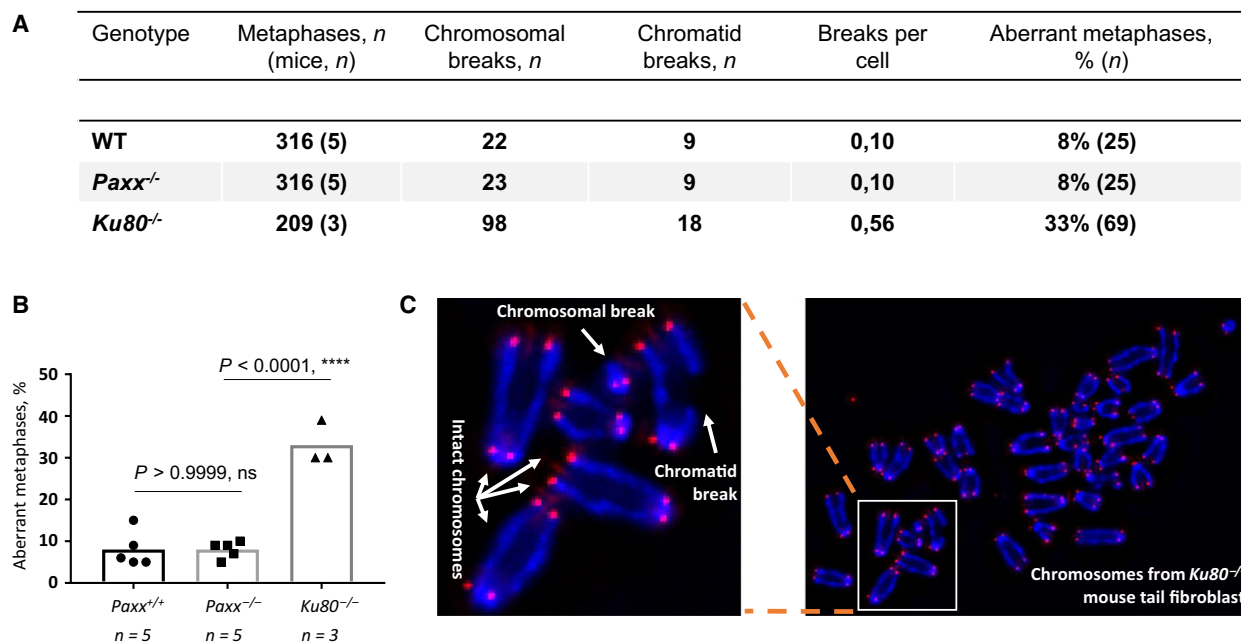 A
Genotype Metaphases, n (mice, n) Chromosomal breaks, n Chromatid breaks, n Breaks per cell Aberrant metaphases, % (n)
WT 316 (5) 22 9 0,10 8% (25)
Paxx-/- 316 (5) 23 9 0,10 8% (25)
Ku80-/- 209 (3) 98 18 0,56 33% (69)
B
P < 0.0001, ****
P > 0.9999, ns
Aberrant metaphases, %
50
40
30
20
10
0
Paxx+/+ Paxx−/− Ku80−/−
n = 5 n = 5 n = 3
C
Chromosomal break
Intact chromosomes
Chromatid
break
Chromosomes from Ku80−/−
mouse tail fibroblast